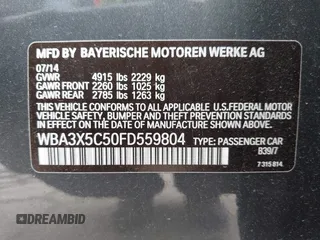 MFD BY BAYERISCHE MOTOREN WERKE AG
07/14
GVWR 4915 lbs 2229 kg
GAWR FRONT 2260 lbs 1025 kg
GAWR REAR 2785 lbs 1263 kg
THIS VEHICLE CONFORMS TO ALL APPLICABLE U.S. FEDERAL MOTOR
VEHICLE SAFETY, BUMPER, AND THEFT PREVENTION STANDARDS
IN EFFECT ON THE DATE OF MANUFACTURE SHOWN ABOVE.
WBA3X5C50FD559804 TYPE: PASSENGER CAR
B39/7
7315814.
DREAMBID